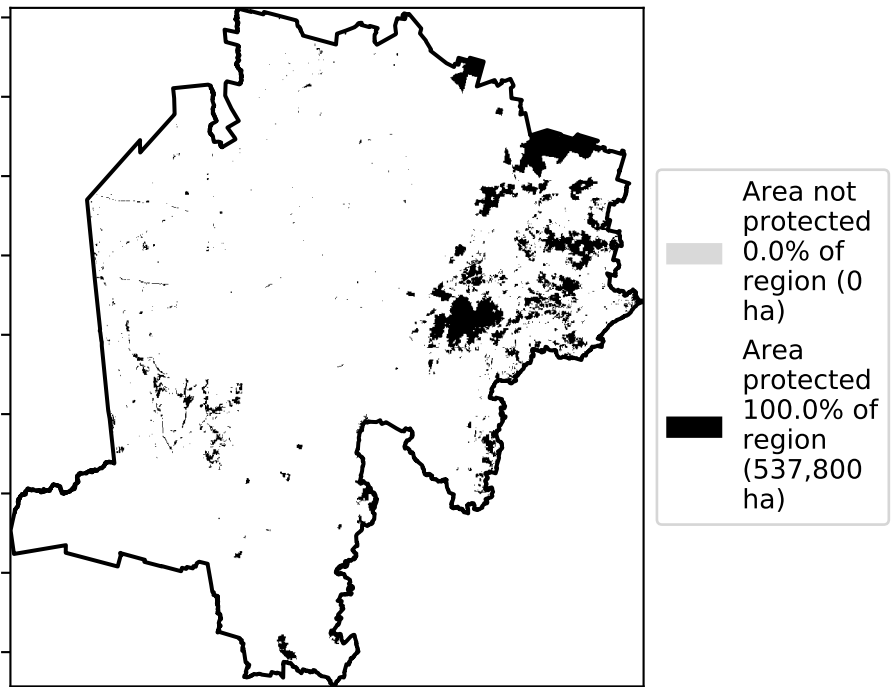 Area not
protected
0.0% of
region (0
ha)
Area
protected
100.0% of
region
(537,800
ha)